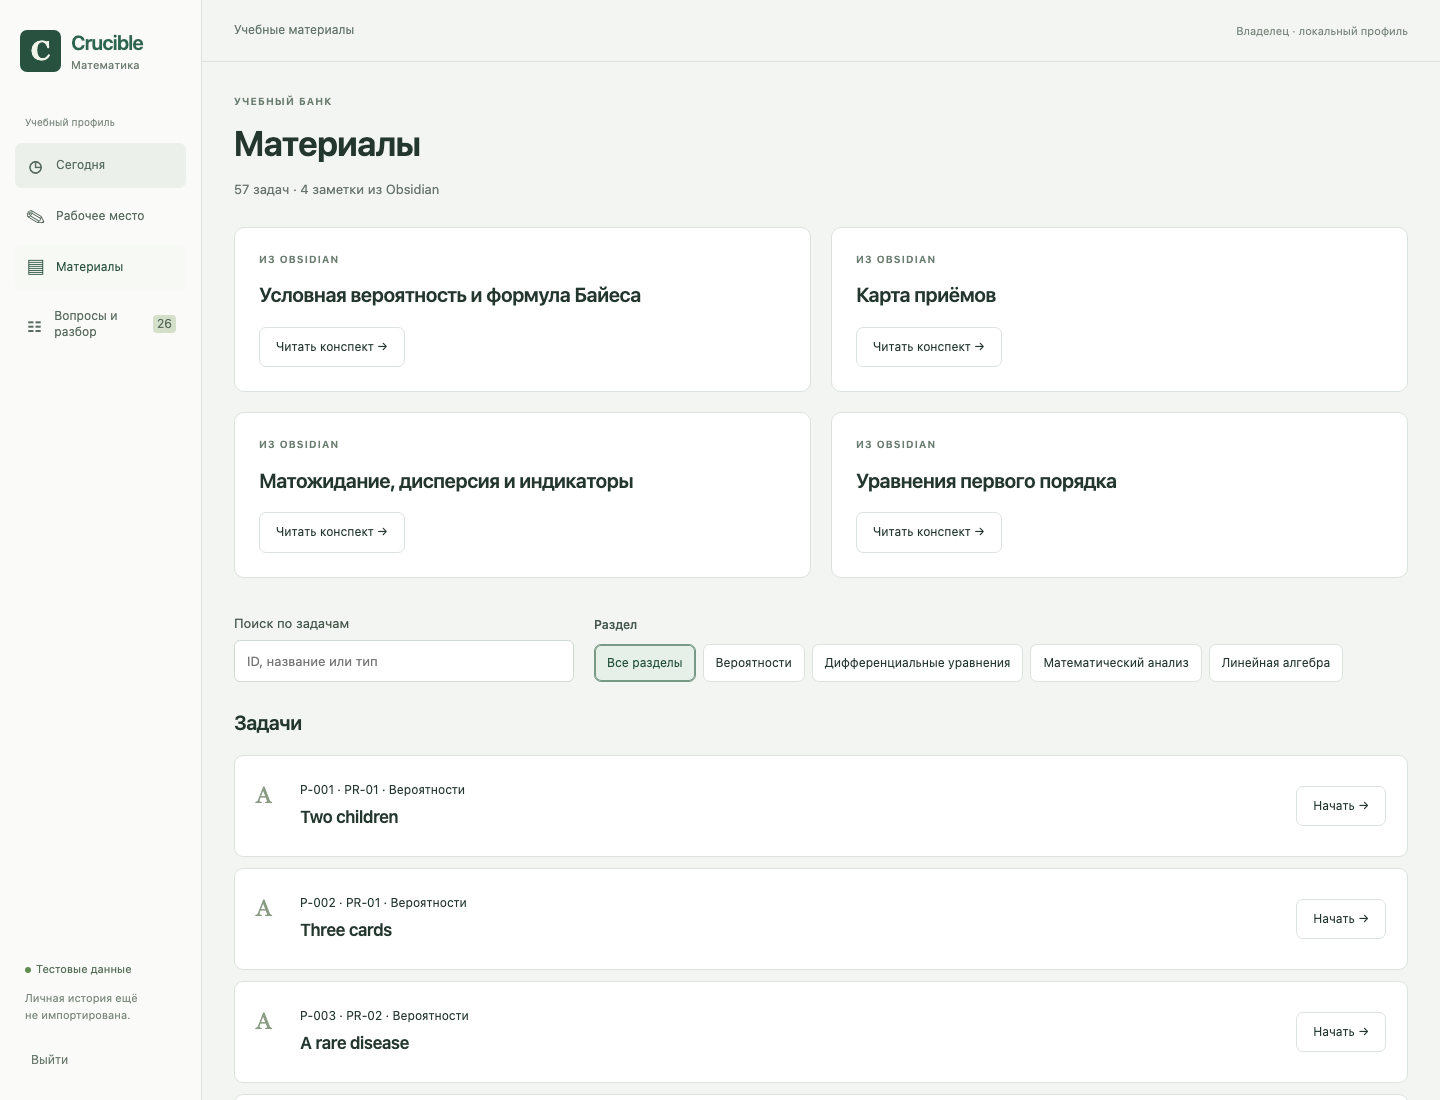 C
Crucible
Математика
Учебный профиль
Сегодня
Рабочее место
Материалы
Вопросы и
разбор
26
Тестовые данные
Личная история ещё
не импортирована.
Выйти
Учебные материалы
Владелец · локальный профиль
УЧЕБНЫЙ БАНК
Материалы
57 задач · 4 заметки из Obsidian
ИЗ OBSIDIAN
Условная вероятность и формула Байеса
Читать конспект →
ИЗ OBSIDIAN
Карта приёмов
Читать конспект →
ИЗ OBSIDIAN
Матожидание, дисперсия и индикаторы
Читать конспект →
ИЗ OBSIDIAN
Уравнения первого порядка
Читать конспект →
Поиск по задачам
ID, название или тип
Раздел
Все разделы
Вероятности
Дифференциальные уравнения
Математический анализ
Линейная алгебра
Задачи
A
P-001 · PR-01 · Вероятности
Two children
Начать →
A
P-002 · PR-01 · Вероятности
Three cards
Начать →
A
P-003 · PR-02 · Вероятности
A rare disease
Начать →